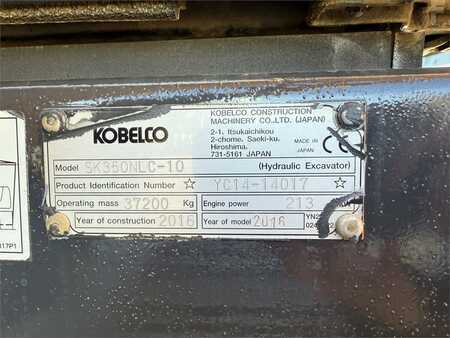 KOBELCO
KOBELCO CONSTRUCTION
MACHINERY CO.,LTD. (JAPAN)
2-1, Itsukaichikou
2-chome, Saeki-ku,
Hiroshima,
731-5161 JAPAN
MADE IN
JAPAN
CE
Model SK350NLC-10 (Hydraulic Excavator)
Product Identification Number ☆ YC14-14017 ☆
Operating mass 37200 Kg Engine power 213
Year of construction 2016 Year of model 2016